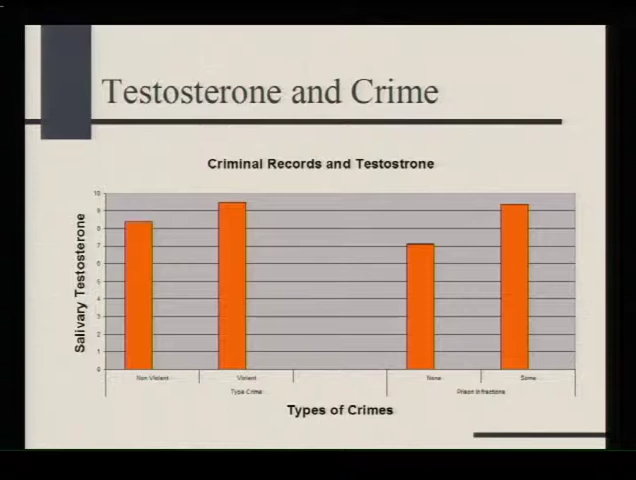 Testosterone and Crime
Criminal Records and Testostrone
Salivary Testosterone
10
9
8
7
6
5
4
3
2
1
0
Non Violent
Violent
None
Some
Type Crime
Prison Infractions
Types of Crimes